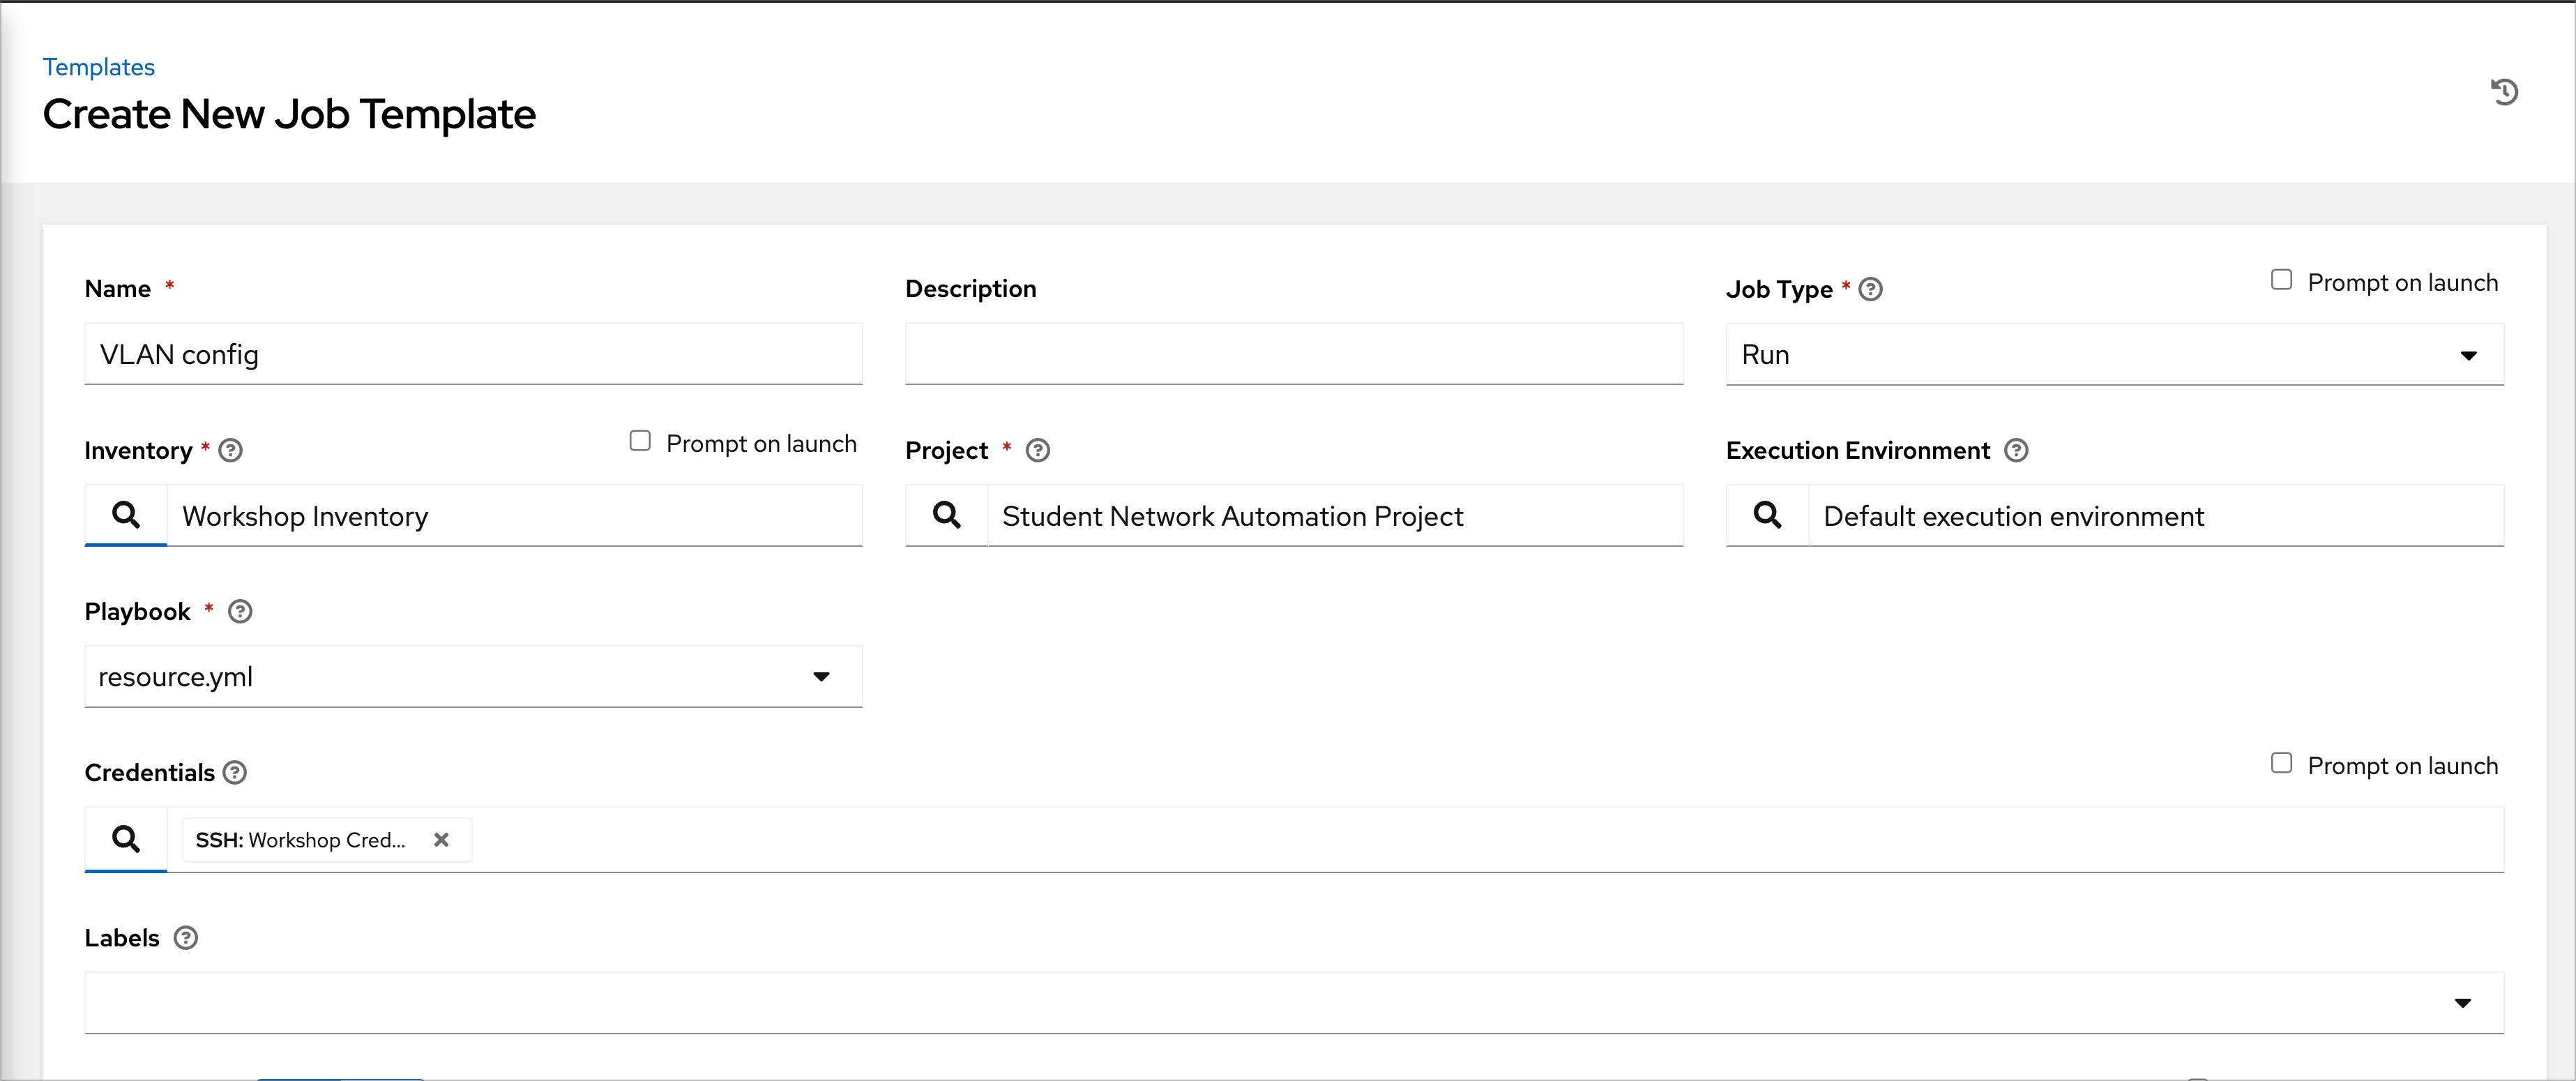 Templates
Create New Job Template
Name *
Description
Job Type *
Prompt on launch
VLAN config
Run
Inventory *
Prompt on launch
Project *
Execution Environment
Workshop Inventory
Student Network Automation Project
Default execution environment
Playbook *
resource.yml
Credentials
Prompt on launch
SSH: Workshop Cred...
Labels